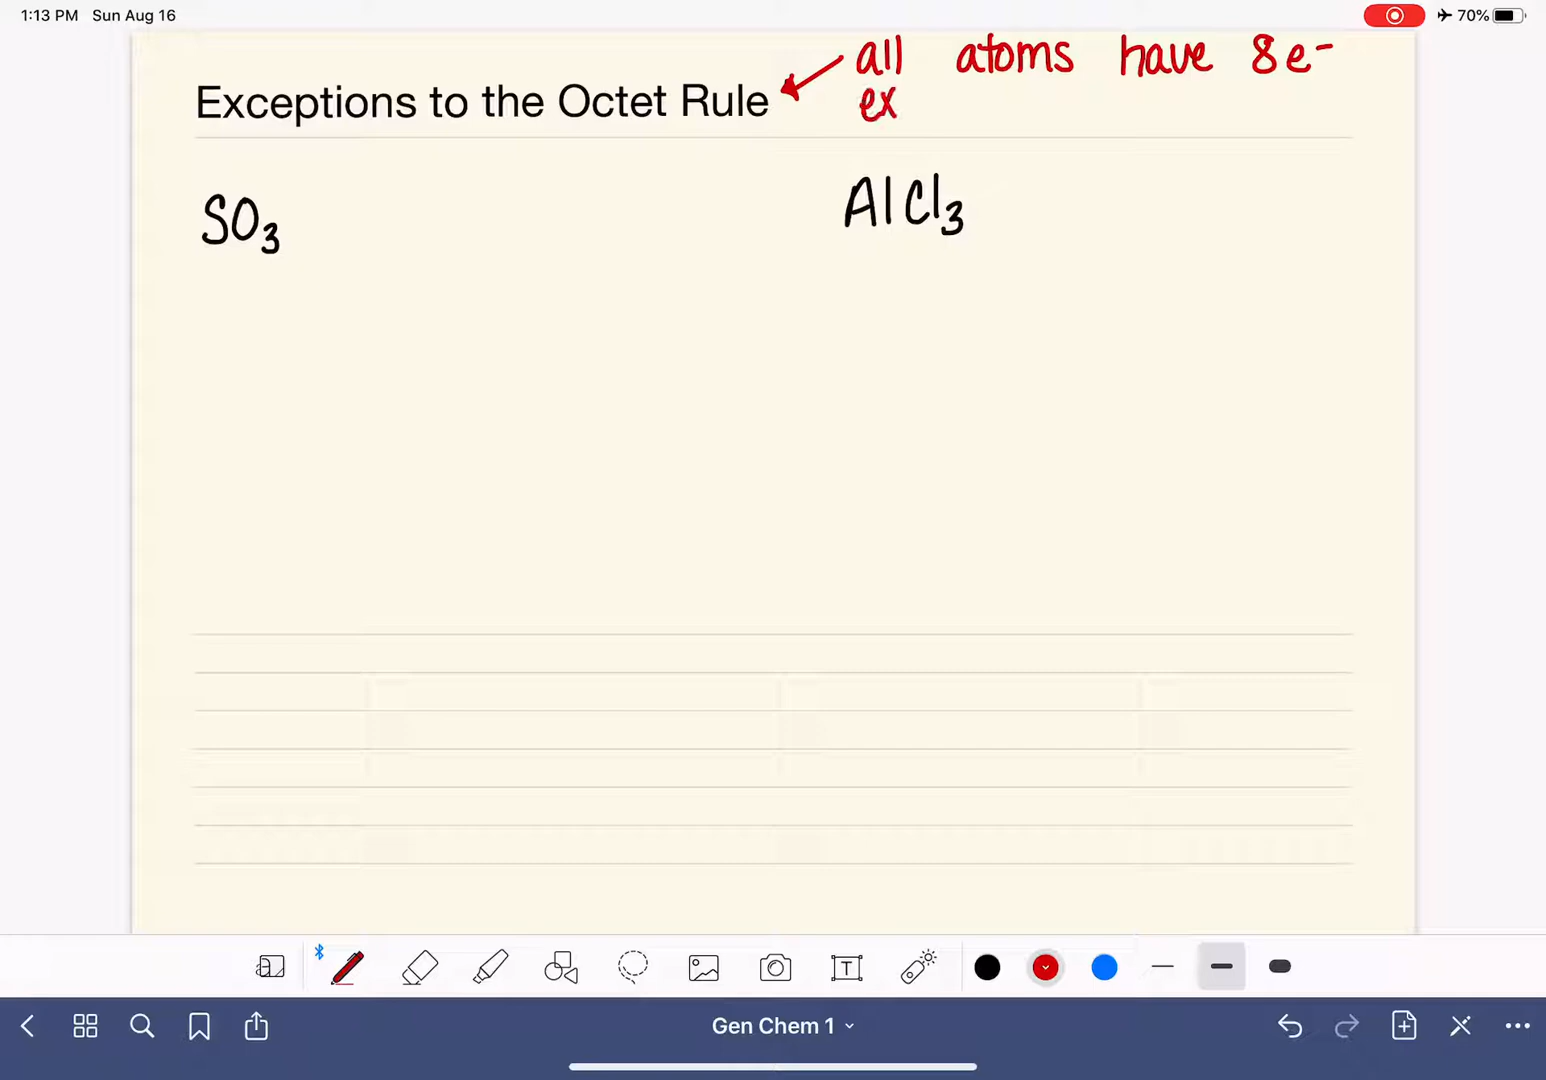 1:13 PM Sun Aug 16
70%
all atoms have 8e-
Exceptions to the Octet Rule
ex
SO₃
AlCl₃
T
Gen Chem 1